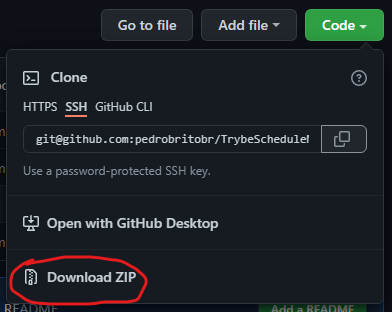 Go to file
Add file
Code
Clone
HTTPS SSH GitHub CLI
git@github.com:pedrobritobr/TrybeSchedule
Use a password-protected SSH key.
Open with GitHub Desktop
Download ZIP
README
Add a README